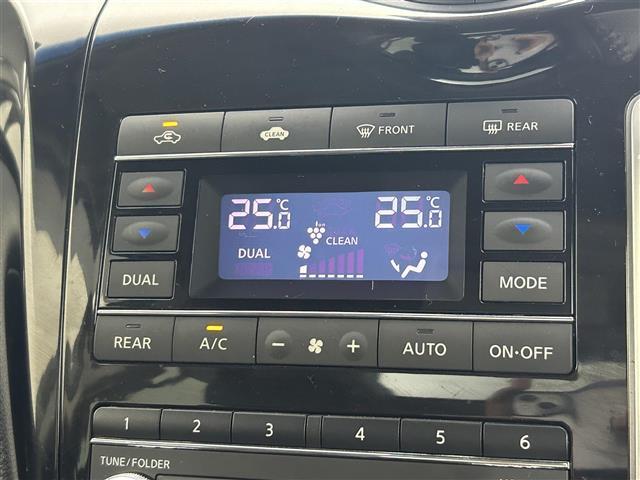 CLEAN FRONT REAR
25.0 °C 25.0 °C
DUAL CLEAN
DUAL MODE
REAR A/C − + AUTO ON·OFF
1 2 3 4 5 6
TUNE/FOLDER